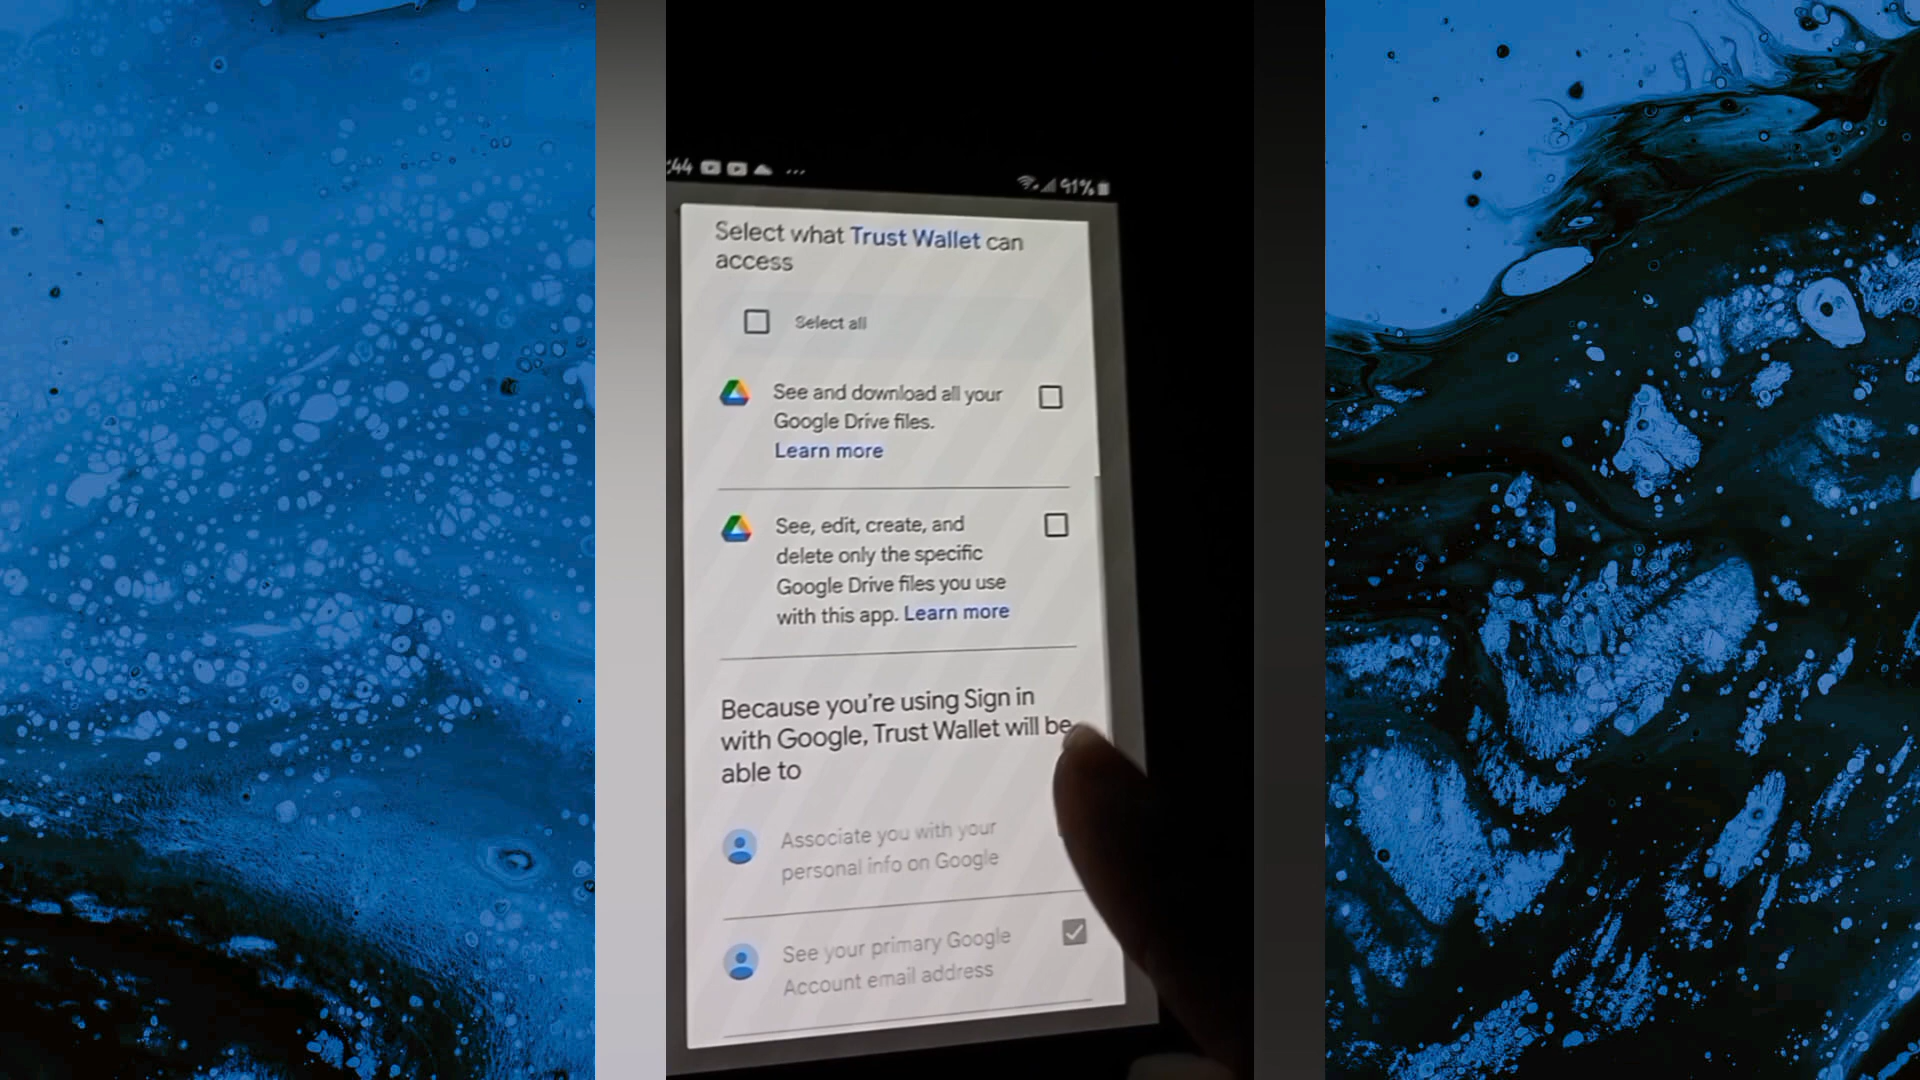 :44 ... 91%
Select what Trust Wallet can
access
Select all
See and download all your
Google Drive files.
Learn more
See, edit, create, and
delete only the specific
Google Drive files you use
with this app. Learn more
Because you're using Sign in
with Google, Trust Wallet will be
able to
Associate you with your
personal info on Google
See your primary Google
Account email address